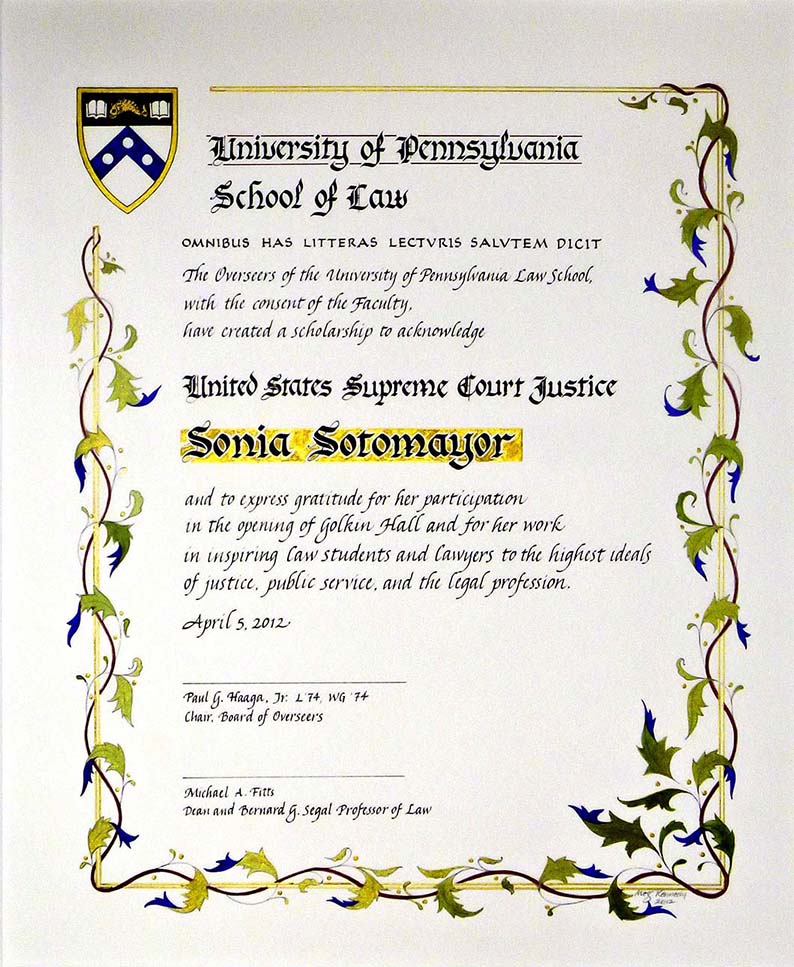 University of Pennsylvania
School of Law
OMNIBUS HAS LITTERAS LECTVRIS SALVTEM DICIT
The Overseers of the University of Pennsylvania Law School,
with the consent of the Faculty,
have created a scholarship to acknowledge
United States Supreme Court Justice
Sonia Sotomayor
and to express gratitude for her participation
in the opening of Golkin Hall and for her work
in inspiring law students and lawyers to the highest ideals
of justice, public service, and the legal profession.
April 5, 2012
Paul G. Haaga, Jr. L'74, WG '74
Chair, Board of Overseers
Michael A. Fitts
Dean and Bernard G. Segal Professor of Law
Meg Kennedy
2012